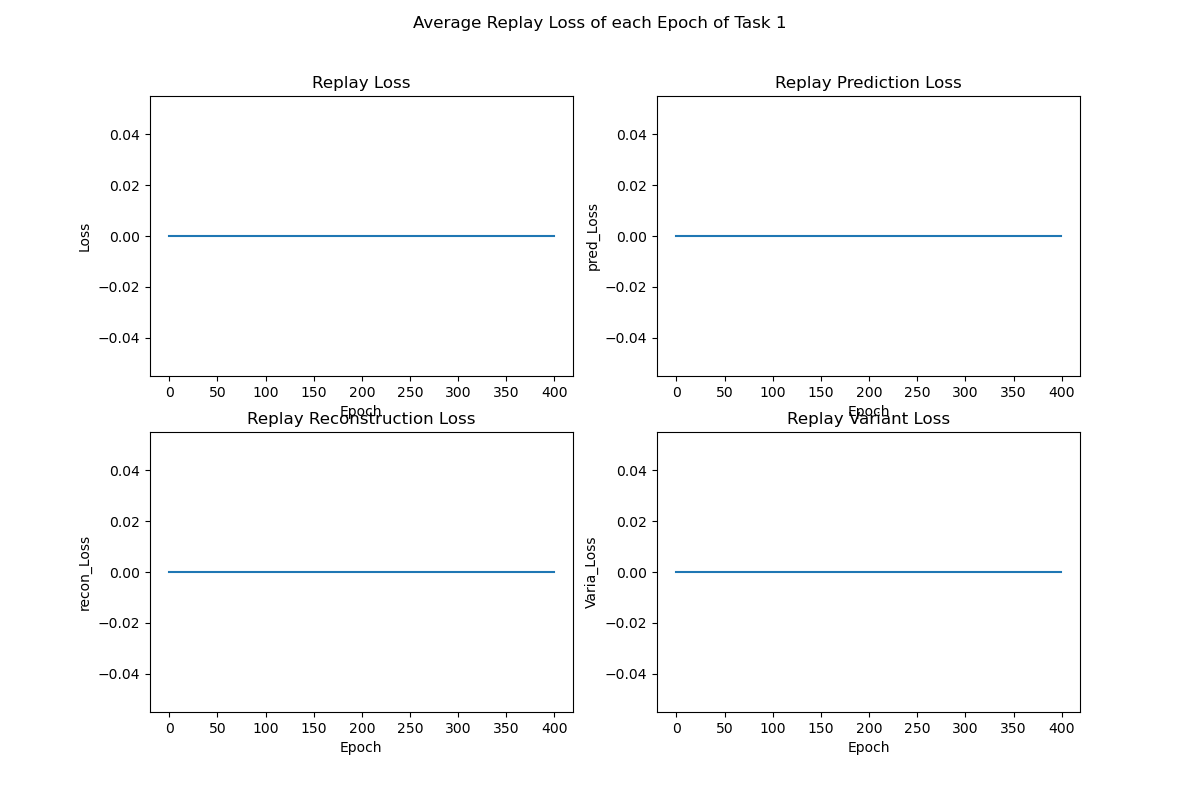 Average Replay Loss of each Epoch of Task 1
Replay Loss
Loss
0.04
0.02
0.00
−0.02
−0.04
0 50 100 150 200 250 300 350 400
Epoch
Replay Prediction Loss
pred_Loss
0.04
0.02
0.00
−0.02
−0.04
0 50 100 150 200 250 300 350 400
Epoch
Replay Reconstruction Loss
recon_Loss
0.04
0.02
0.00
−0.02
−0.04
0 50 100 150 200 250 300 350 400
Epoch
Replay Variant Loss
Varia_Loss
0.04
0.02
0.00
−0.02
−0.04
0 50 100 150 200 250 300 350 400
Epoch